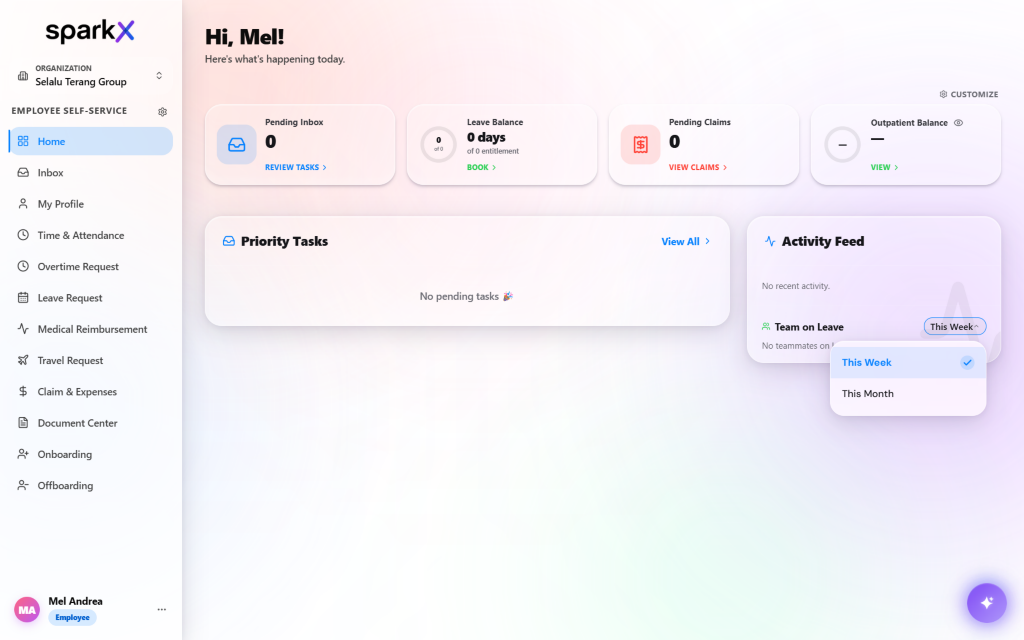 sparkX
ORGANIZATION
Selalu Terang Group
EMPLOYEE SELF-SERVICE
Home
Inbox
My Profile
Time & Attendance
Overtime Request
Leave Request
Medical Reimbursement
Travel Request
Claim & Expenses
Document Center
Onboarding
Offboarding
MA
Mel Andrea
Employee
Hi, Mel!
Here's what's happening today.
CUSTOMIZE
Pending Inbox
0
REVIEW TASKS
0
of 0
Leave Balance
0 days
of 0 entitlement
BOOK
Pending Claims
0
VIEW CLAIMS
–
Outpatient Balance
—
VIEW
Priority Tasks
View All
No pending tasks 🎉
Activity Feed
No recent activity.
Team on Leave
This Week
No teammates on
This Week
This Month